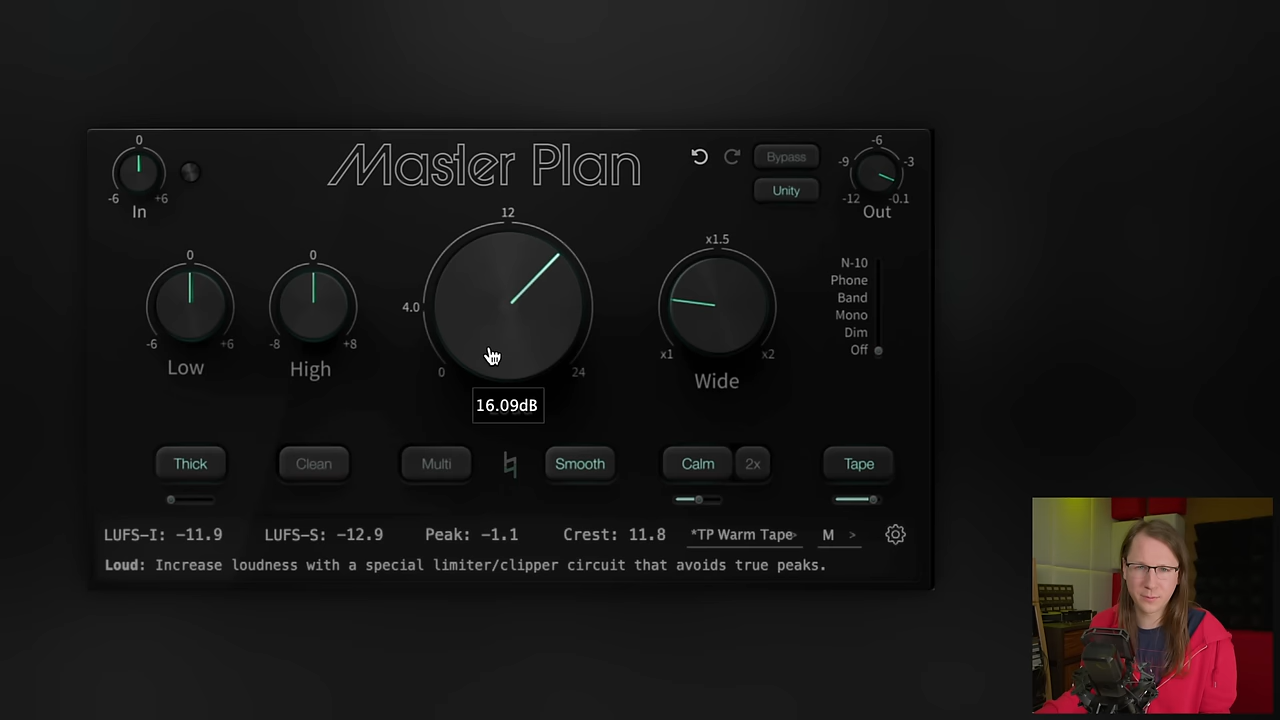 Master Plan
0
-6 +6
In
Bypass
Unity
-6
-9 -3
-12 -0.1
Out
0
-6 +6
Low
0
-8 +8
High
12
4.0
0 24
16.09dB
x1.5
x1 x2
Wide
N-10
Phone
Band
Mono
Dim
Off
Thick Clean Multi Smooth Calm 2x Tape
LUFS-I: -11.9 LUFS-S: -12.9 Peak: -1.1 Crest: 11.8 *TP Warm Tape> M >
Loud: Increase loudness with a special limiter/clipper circuit that avoids true peaks.